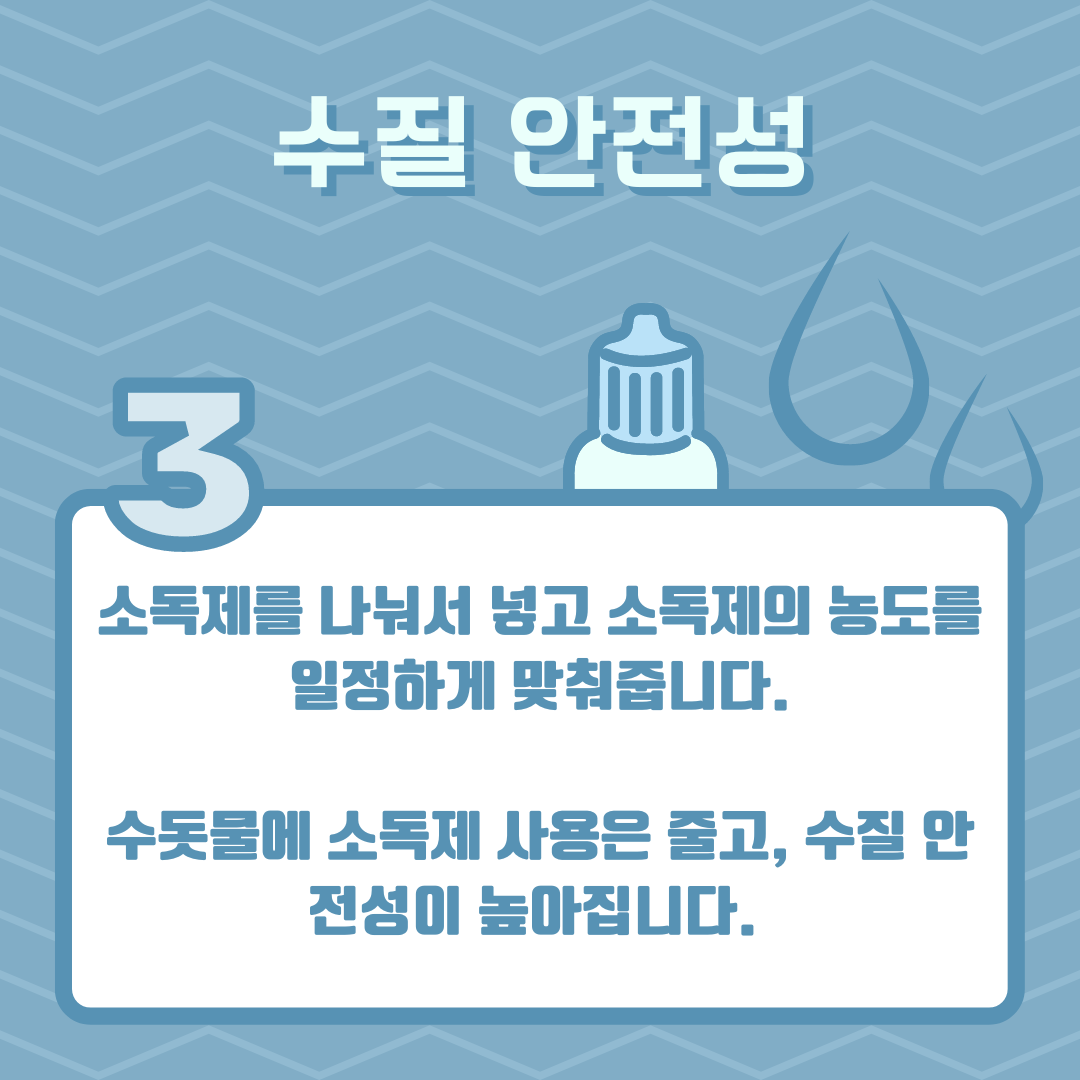 수질 안전성
3
소독제를 나눠서 넣고 소독제의 농도를
일정하게 맞춰줍니다.
수돗물에 소독제 사용은 줄고, 수질 안
전성이 높아집니다.